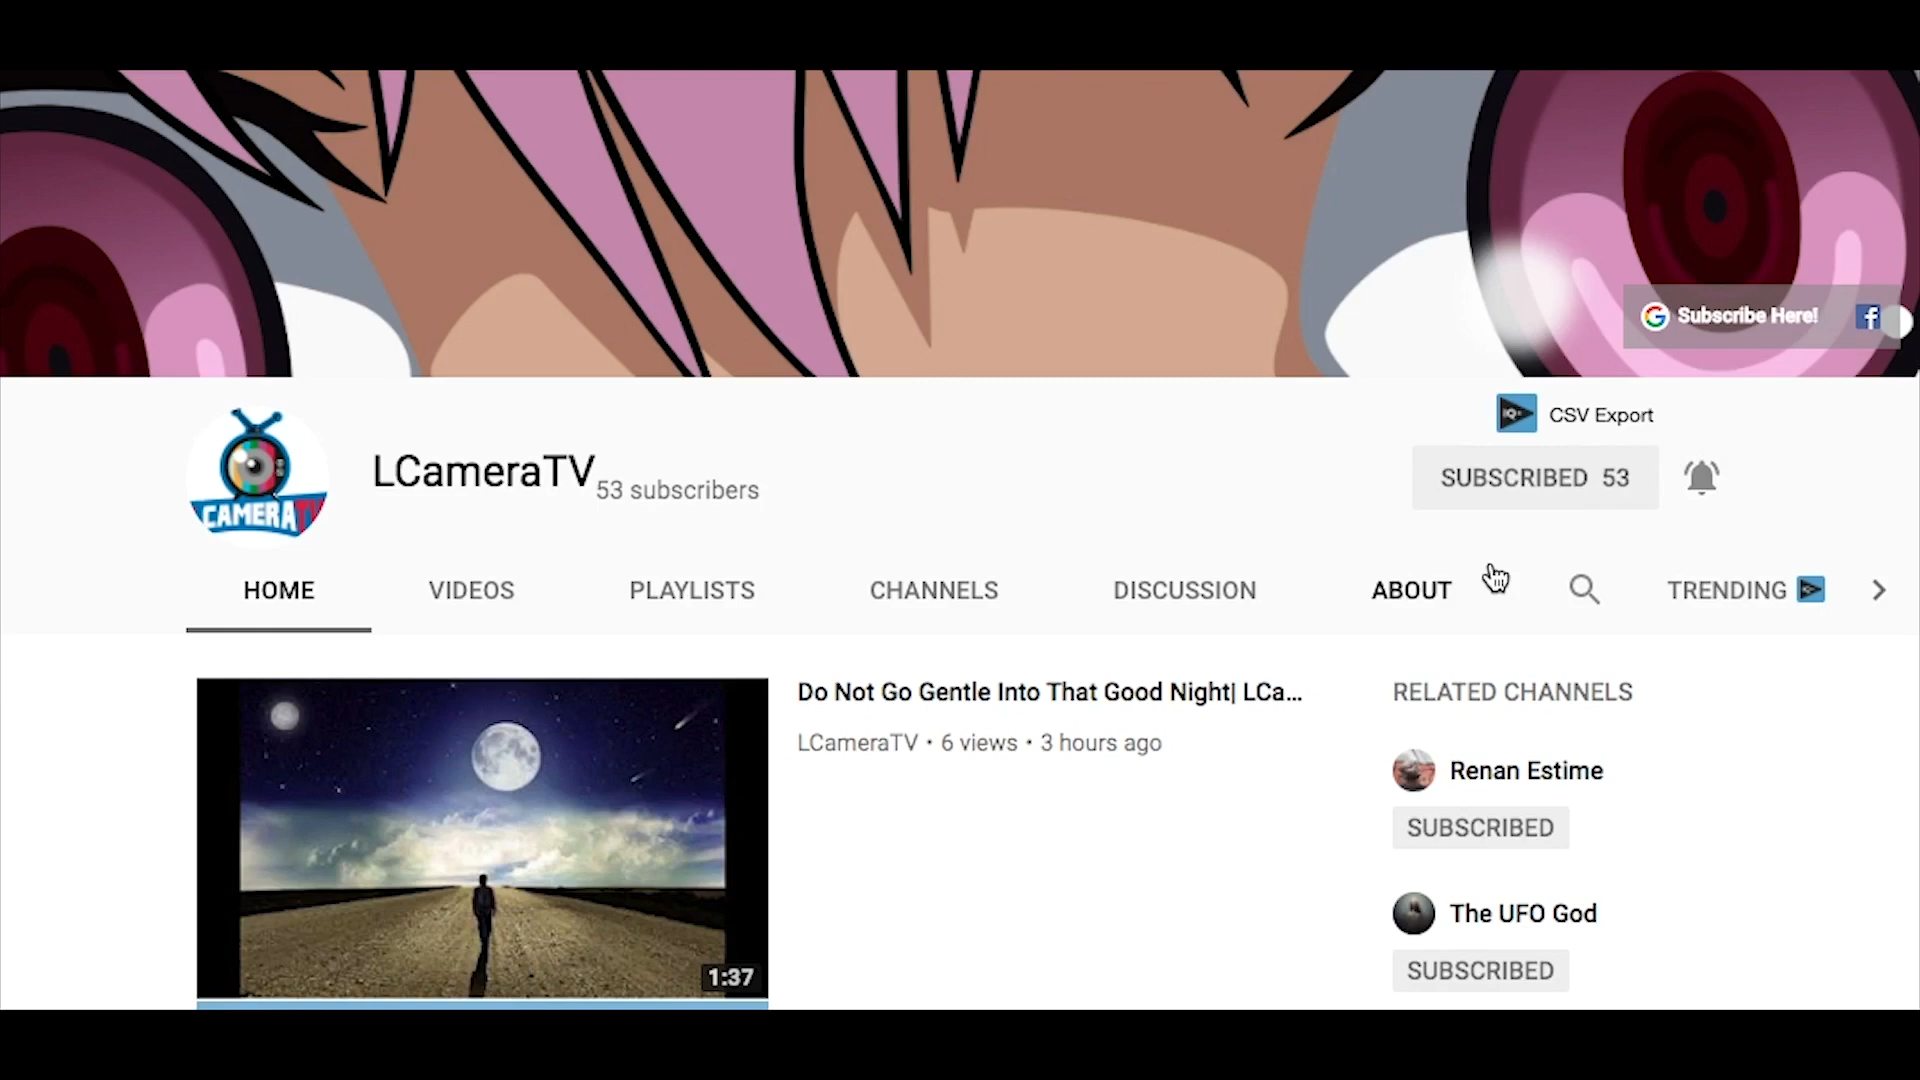 Subscribe Here!
CSV Export
CAMERATV
LCameraTV 53 subscribers
SUBSCRIBED 53
HOME VIDEOS PLAYLISTS CHANNELS DISCUSSION ABOUT TRENDING
Do Not Go Gentle Into That Good Night| LCa...
LCameraTV • 6 views • 3 hours ago
1:37
RELATED CHANNELS
Renan Estime
SUBSCRIBED
The UFO God
SUBSCRIBED